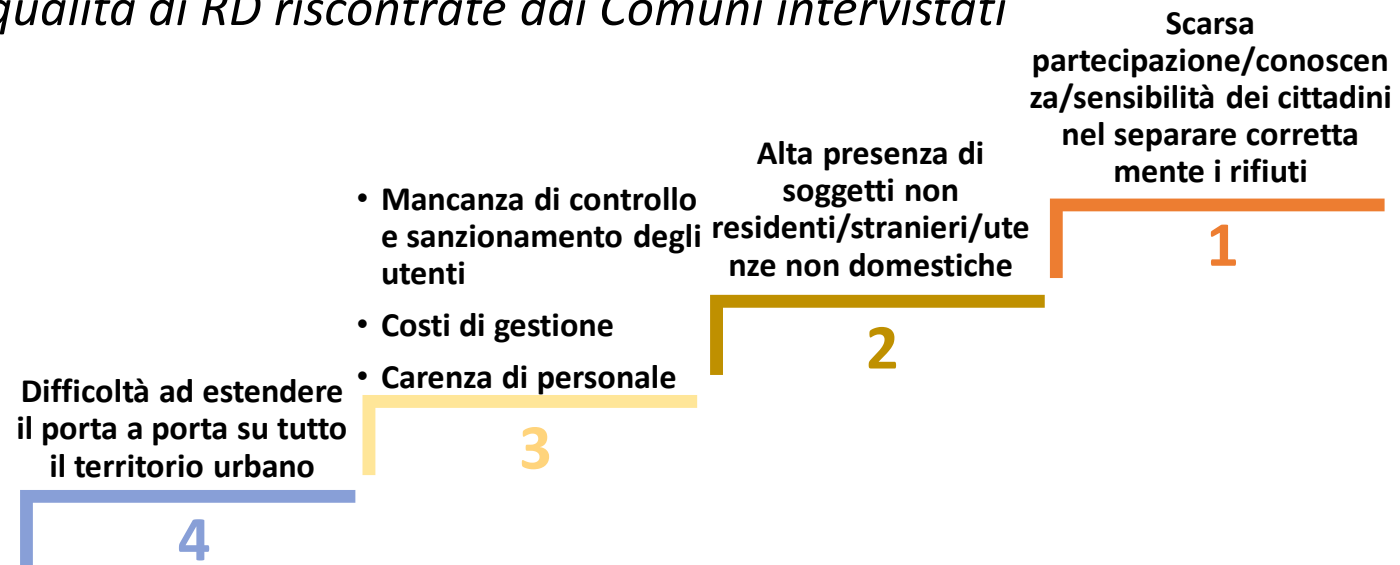 qualità di RD riscontrate dai Comuni intervistati
Scarsa
partecipazione/conoscen
za/sensibilità dei cittadini
nel separare corretta
mente i rifiuti
1
Alta presenza di
soggetti non
residenti/stranieri/ute
nze non domestiche
2
• Mancanza di controllo
e sanzionamento degli
utenti
• Costi di gestione
• Carenza di personale
3
Difficoltà ad estendere
il porta a porta su tutto
il territorio urbano
4